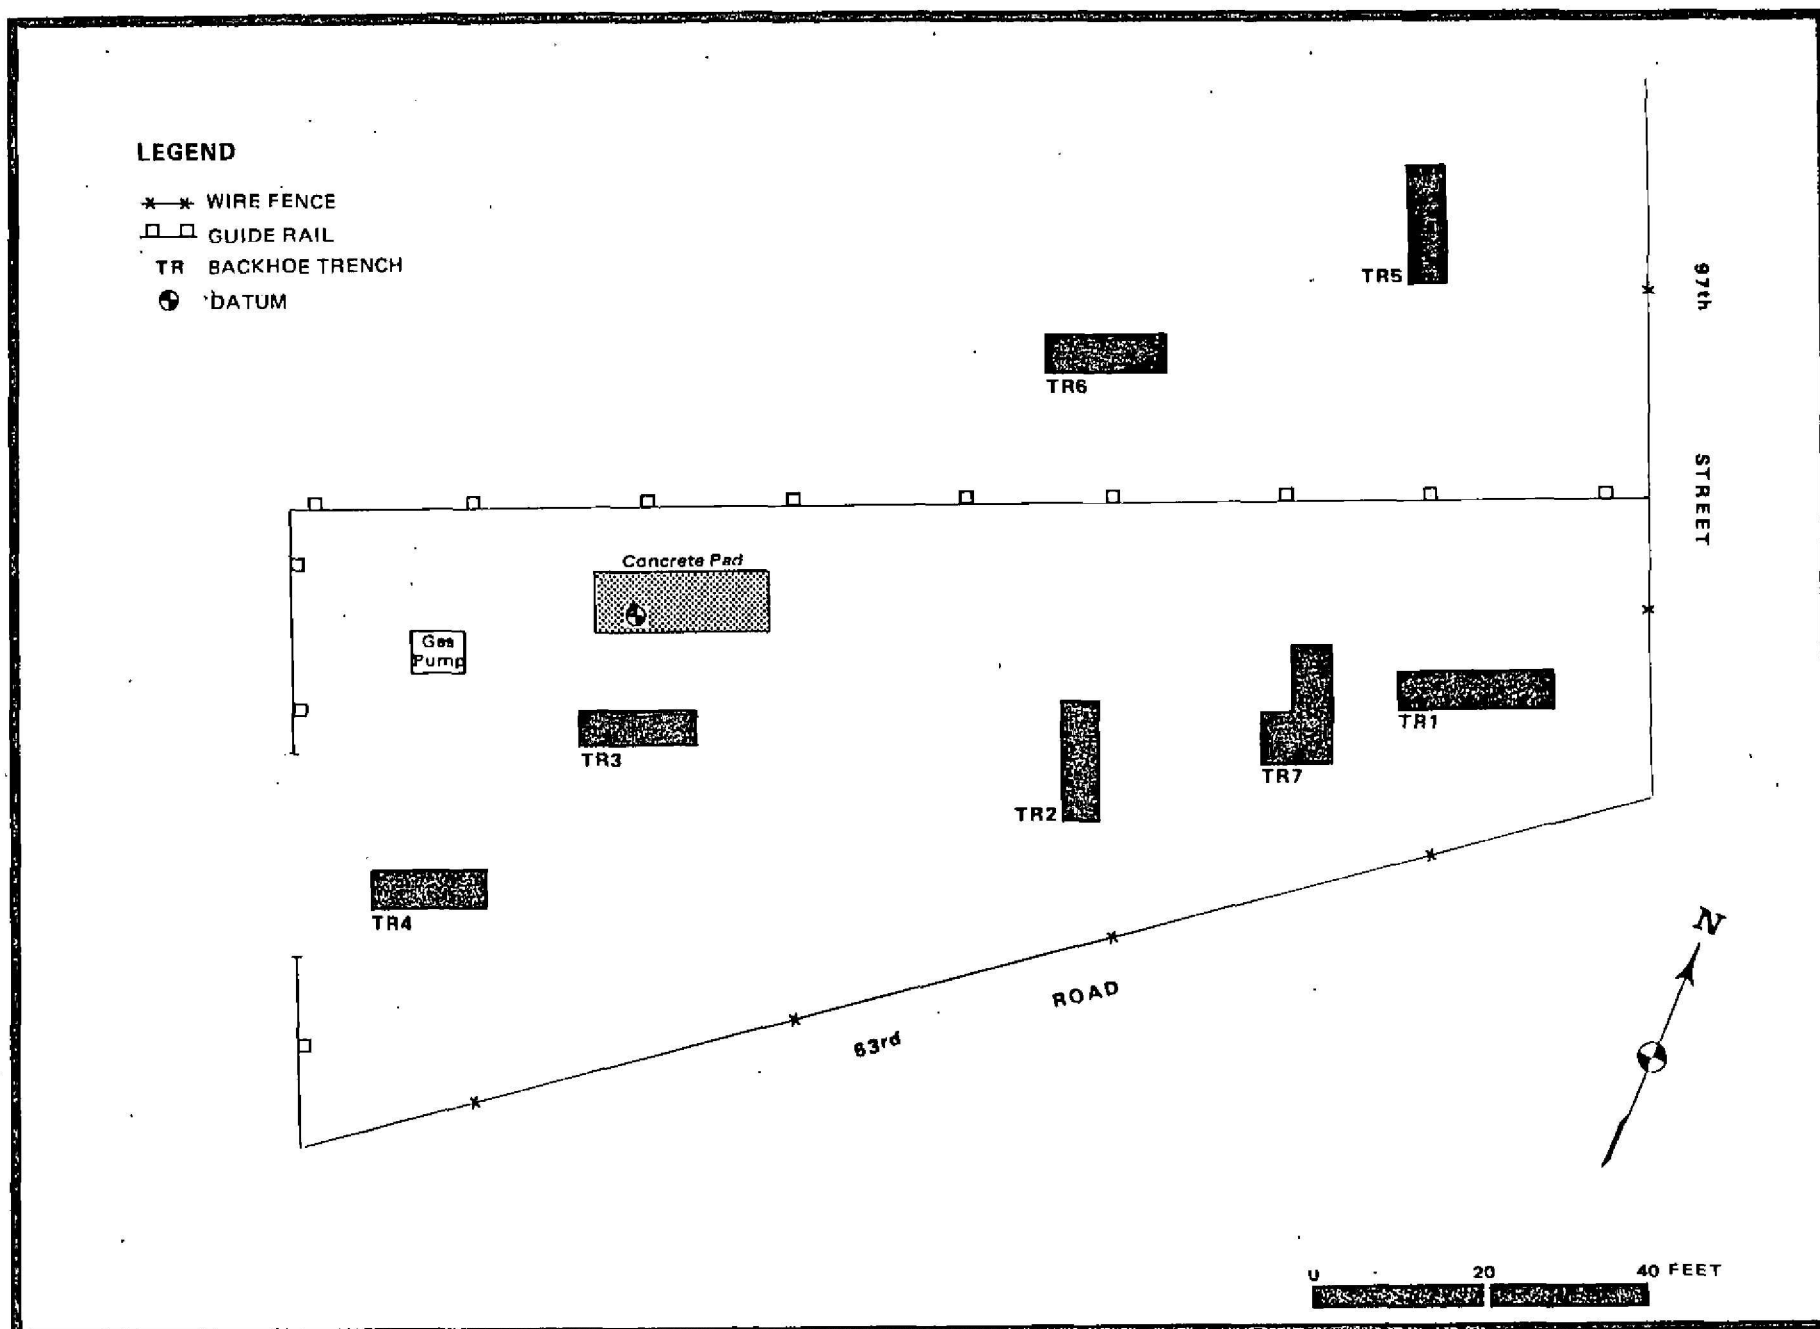 LEGEND
WIRE FENCE
GUIDE RAIL
TR BACKHOE TRENCH
DATUM
TR5
97th
TR6
STREET
Concrete Pad
Gas
Pump
TR1
TR3
TR7
TR2
TR4
N
ROAD
63rd
0 20 40 FEET